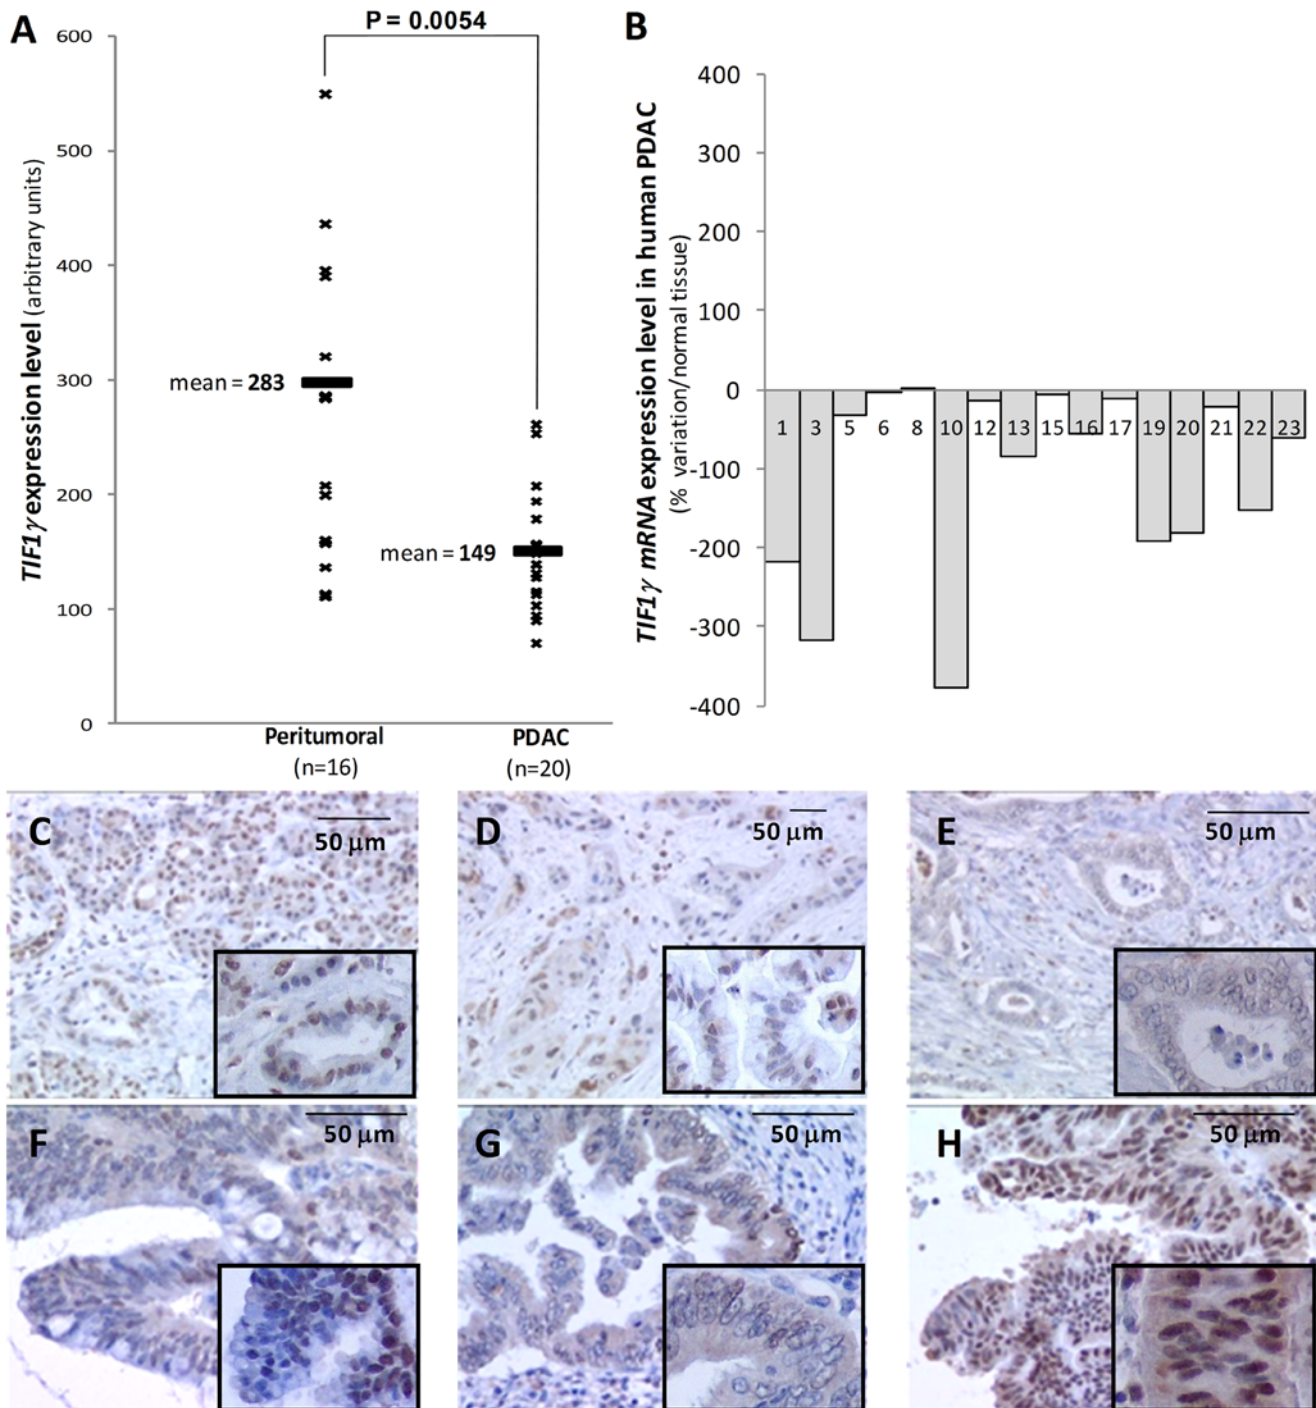 A
P = 0.0054
600
500
400
300
200
100
0
TIF1γ expression level (arbitrary units)
mean = 283
mean = 149
Peritumoral
(n=16)
PDAC
(n=20)
B
TIF1γ mRNA expression level in human PDAC
(% variation/normal tissue)
400
300
200
100
0
-100
-200
-300
-400
1 3 5 6 8 10 12 13 15 16 17 19 20 21 22 23
C
50 μm
D
50 μm
E
50 μm
F
50 μm
G
50 μm
H
50 μm